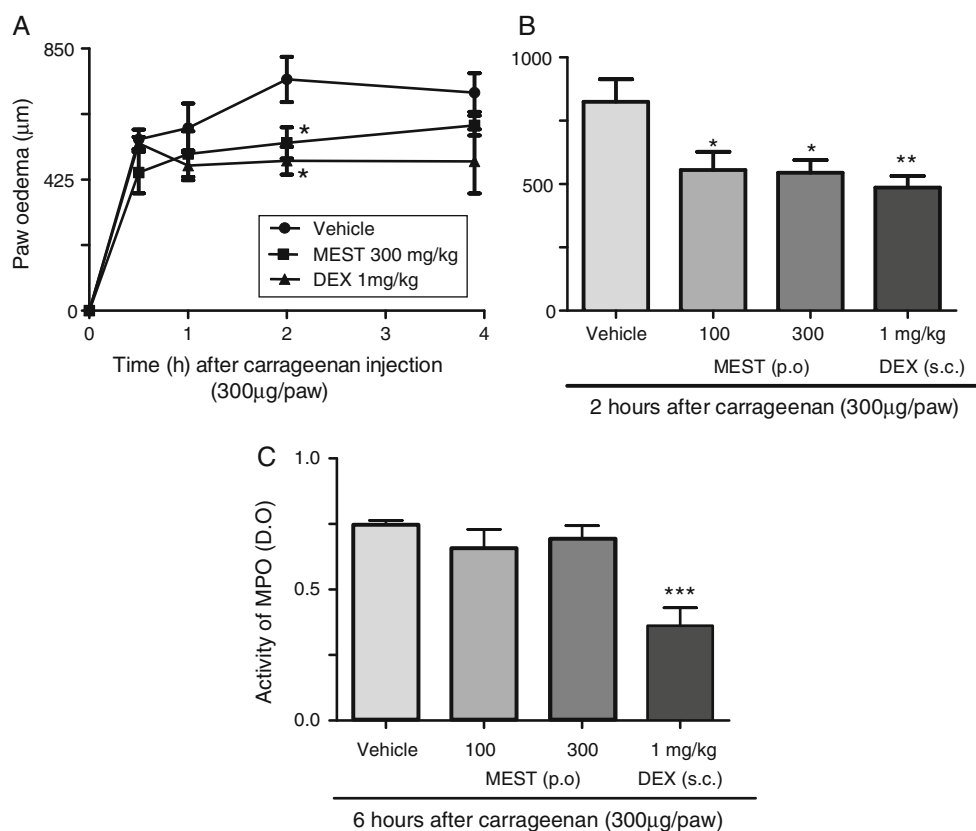 A
850
425
0
Paw oedema (µm)
Vehicle
MEST 300 mg/kg
DEX 1mg/kg
*
*
0 1 2 3 4
Time (h) after carrageenan injection
(300µg/paw)
B
1000
500
0
* * **
Vehicle 100 300 1 mg/kg
MEST (p.o) DEX (s.c.)
2 hours after carrageenan (300µg/paw)
C
1.0
0.5
0.0
Activity of MPO (D.O)
***
Vehicle 100 300 1 mg/kg
MEST (p.o) DEX (s.c.)
6 hours after carrageenan (300µg/paw)